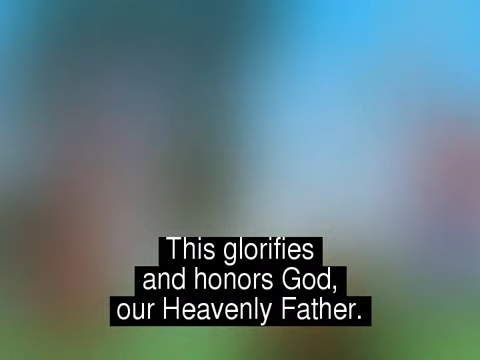 This glorifies
and honors God,
our Heavenly Father.